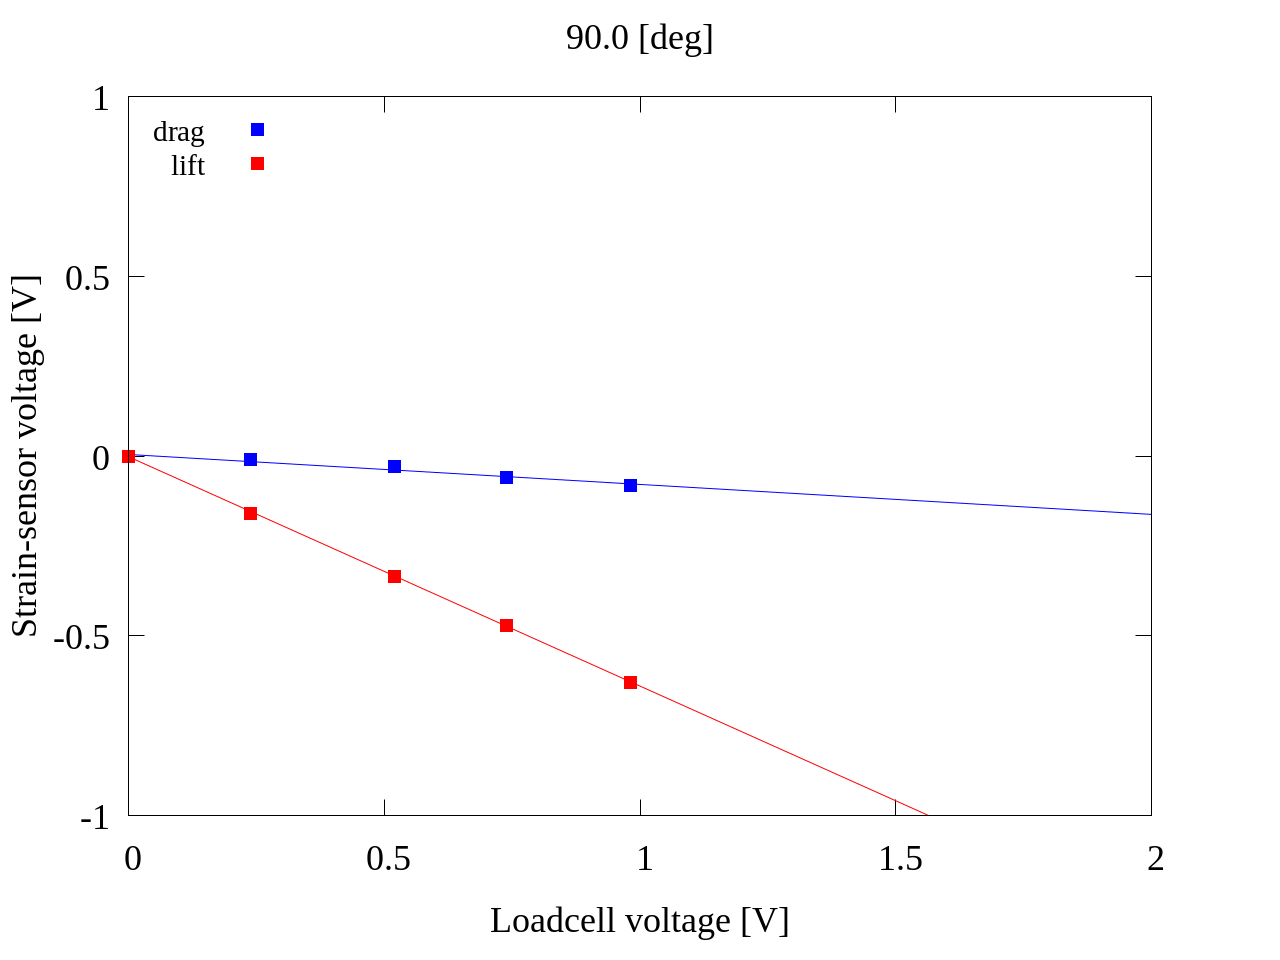 90.0 [deg]
1
drag
lift
0.5
0
-0.5
-1
Strain-sensor voltage [V]
0 0.5 1 1.5 2
Loadcell voltage [V]